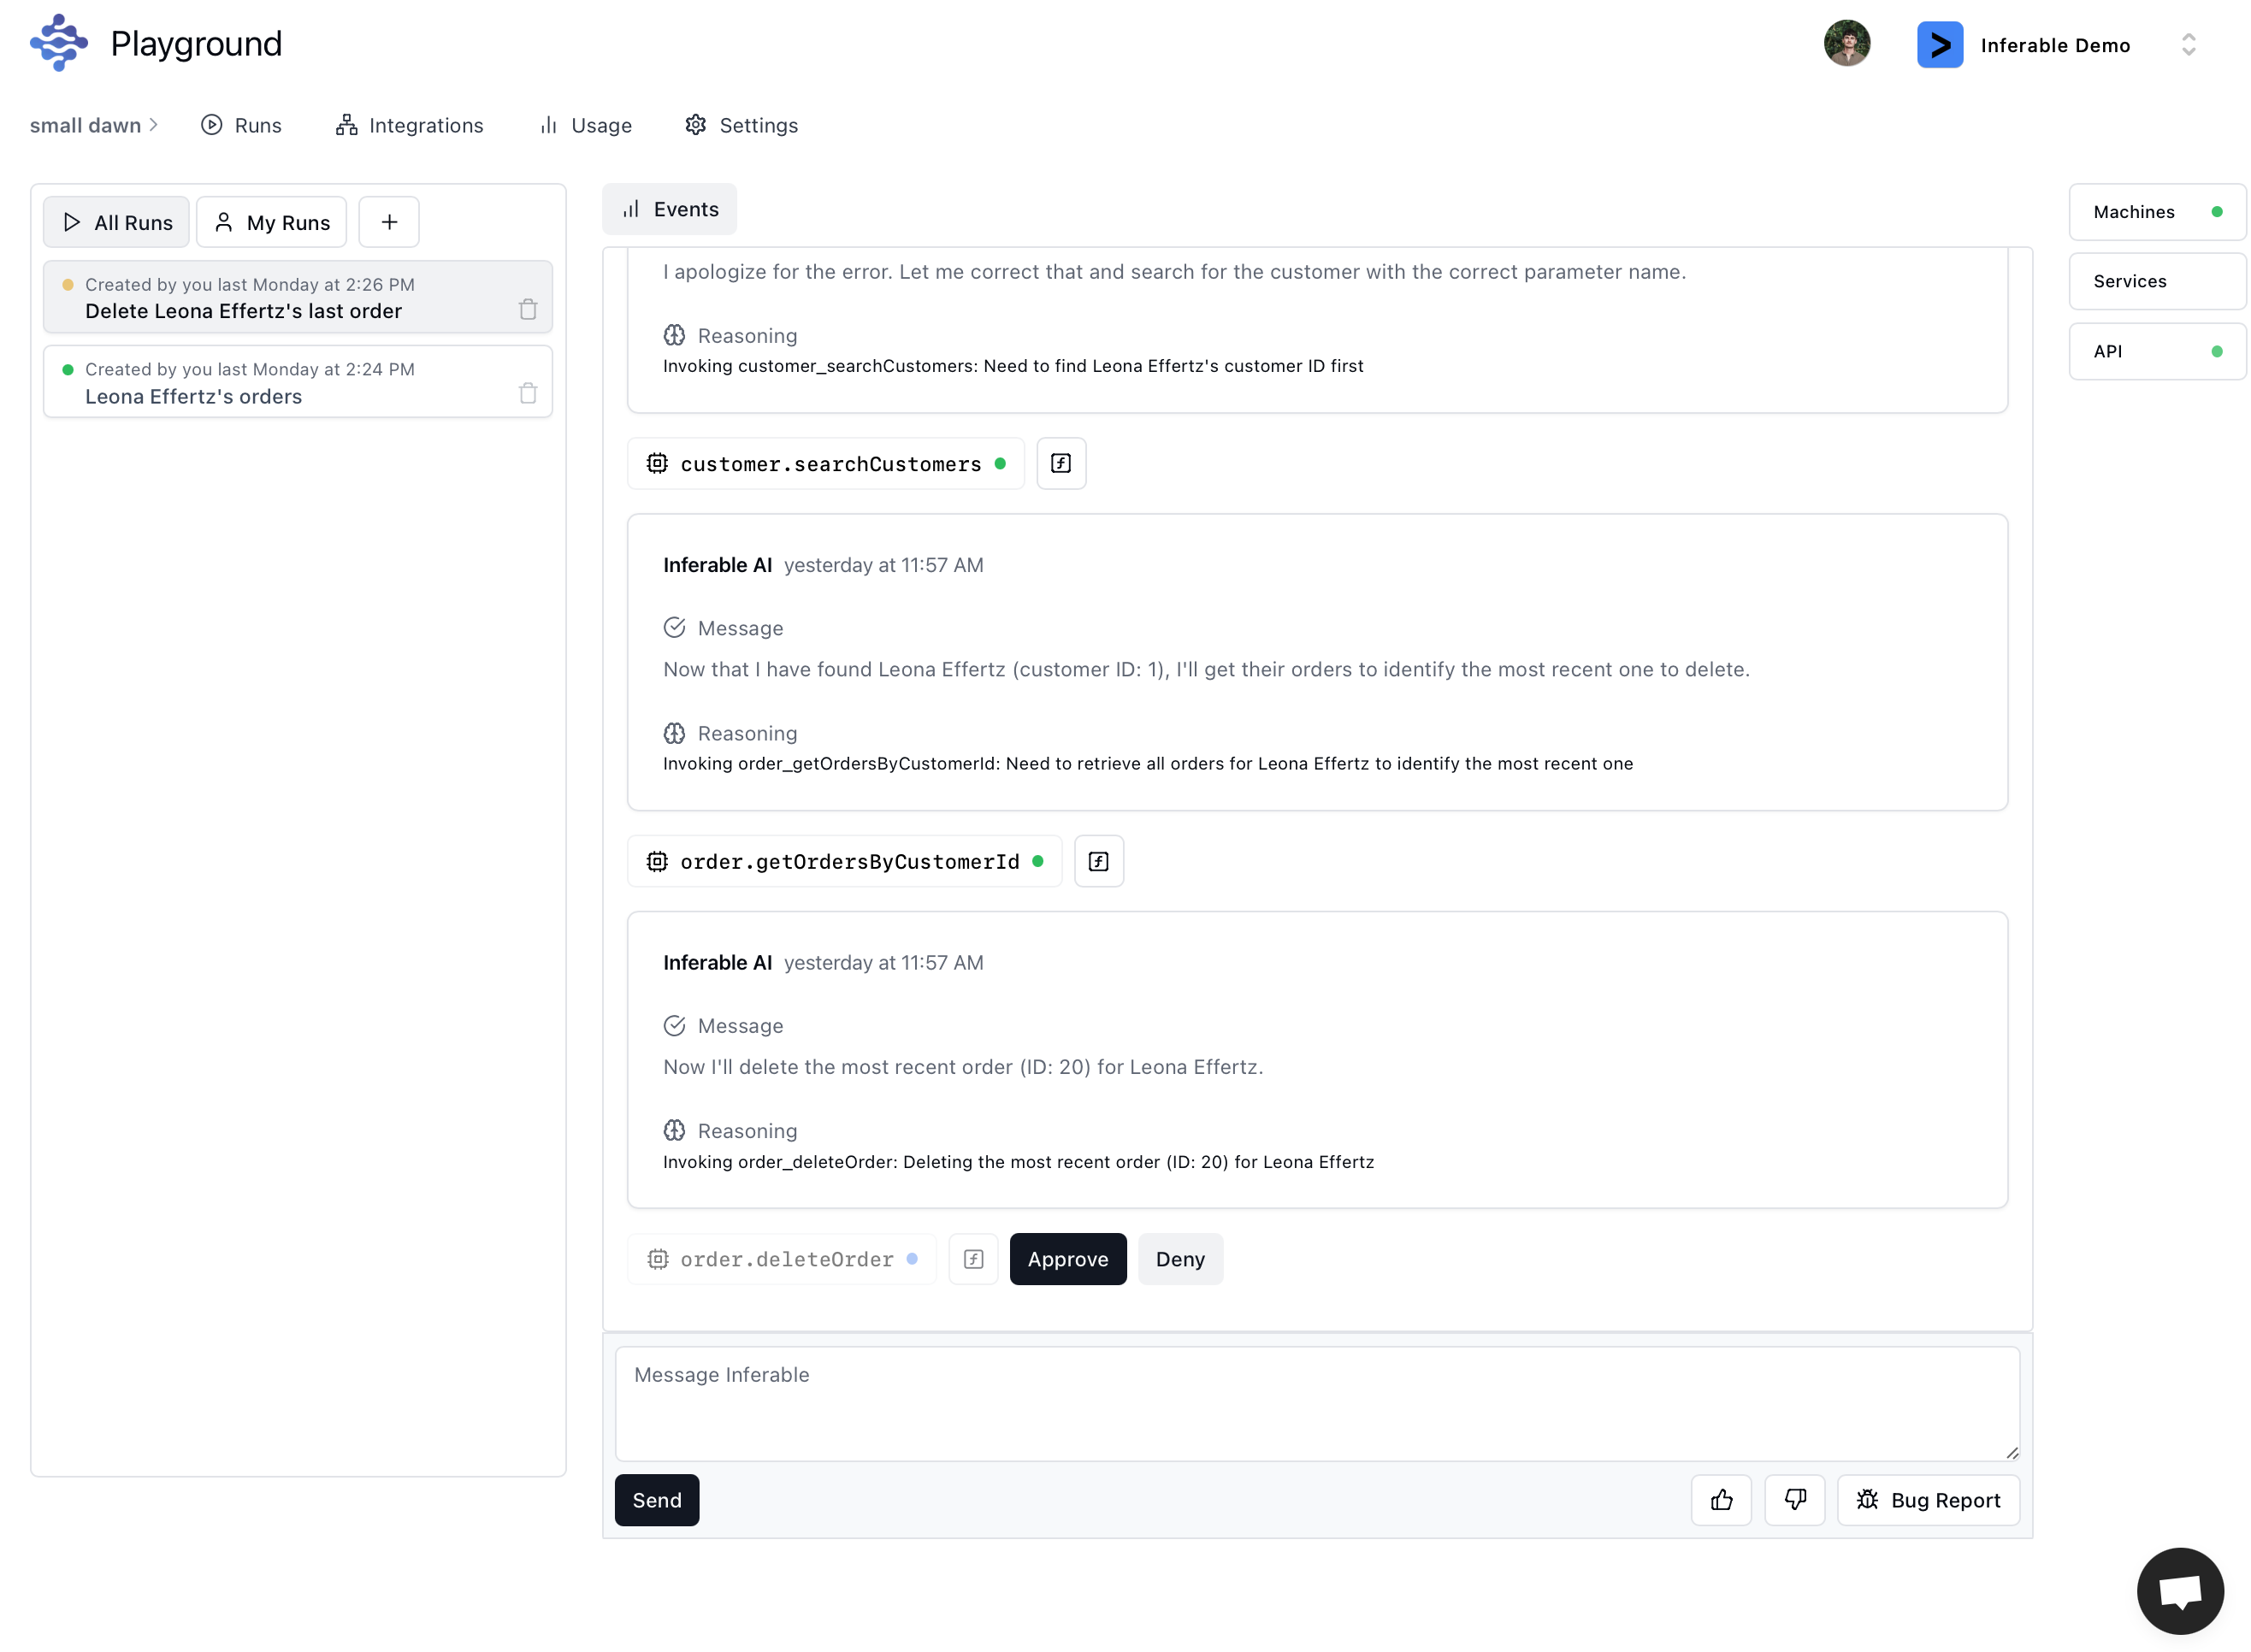 Playground
Inferable Demo
small dawn
Runs
Integrations
Usage
Settings
All Runs
My Runs
Created by you last Monday at 2:26 PM
Delete Leona Effertz's last order
Created by you last Monday at 2:24 PM
Leona Effertz's orders
Events
I apologize for the error. Let me correct that and search for the customer with the correct parameter name.
Reasoning
Invoking customer_searchCustomers: Need to find Leona Effertz's customer ID first
customer.searchCustomers
Inferable AI yesterday at 11:57 AM
Message
Now that I have found Leona Effertz (customer ID: 1), I'll get their orders to identify the most recent one to delete.
Reasoning
Invoking order_getOrdersByCustomerId: Need to retrieve all orders for Leona Effertz to identify the most recent one
order.getOrdersByCustomerId
Inferable AI yesterday at 11:57 AM
Message
Now I'll delete the most recent order (ID: 20) for Leona Effertz.
Reasoning
Invoking order_deleteOrder: Deleting the most recent order (ID: 20) for Leona Effertz
order.deleteOrder
Approve
Deny
Message Inferable
Send
Bug Report
Machines
Services
API